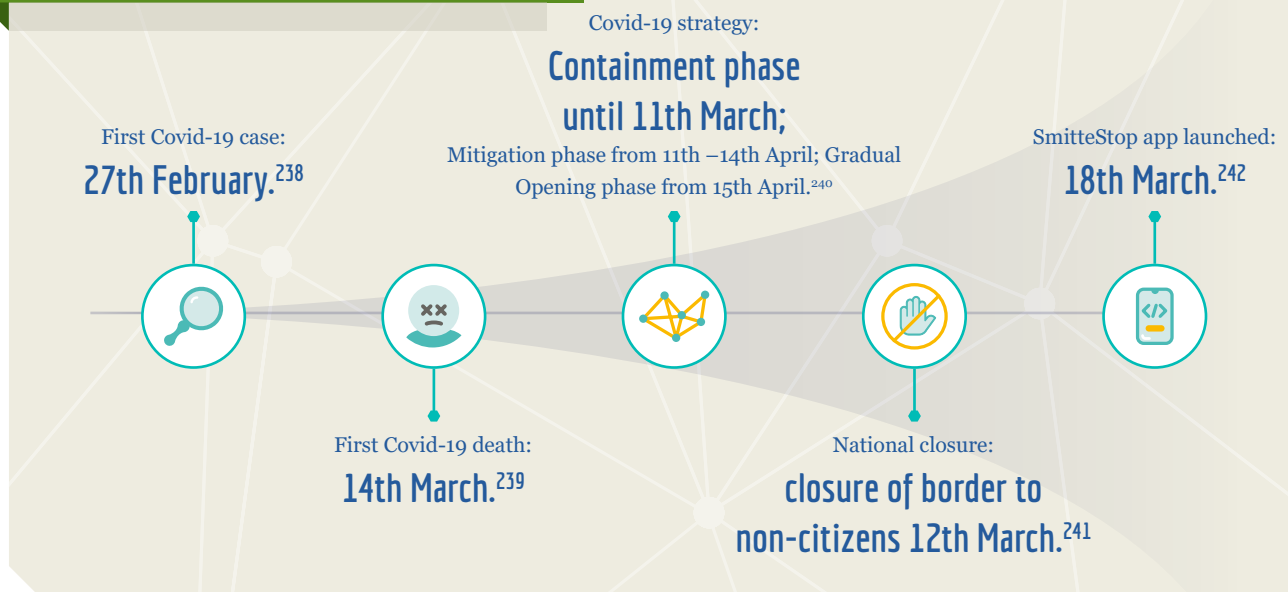 First Covid-19 case:
27th February.238
First Covid-19 death:
14th March.239
Covid-19 strategy:
Containment phase
until 11th March;
Mitigation phase from 11th –14th April; Gradual
Opening phase from 15th April.240
National closure:
closure of border to
non-citizens 12th March.241
SmitteStop app launched:
18th March.242